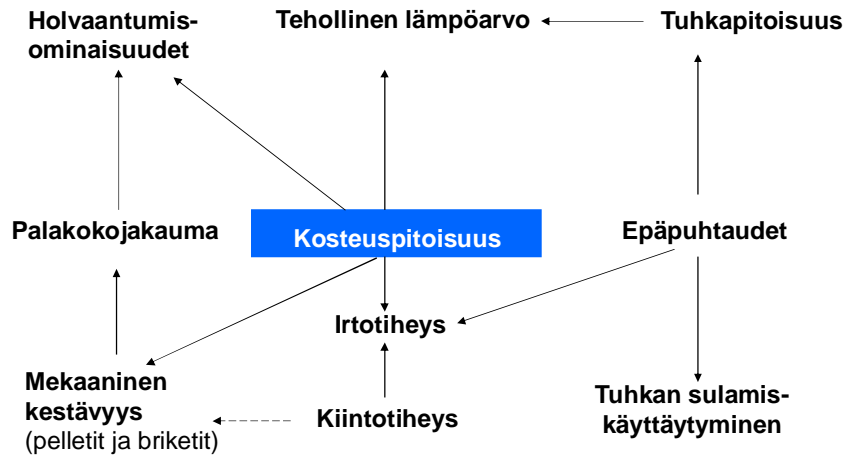 Holvaantumis-
ominaisuudet
Tehollinen lämpöarvo
Tuhkapitoisuus
Palakokojakauma
Kosteuspitoisuus
Epäpuhtaudet
Irtotiheys
Mekaaninen
kestävyys
(pelletit ja briketit)
Kiintotiheys
Tuhkan sulamis-
käyttäytyminen